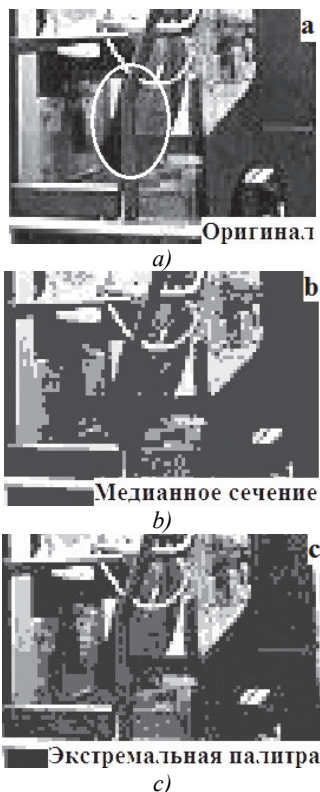 a
Оригинал
a)
b
Медианное сечение
b)
c
Экстремальная палитра
c)